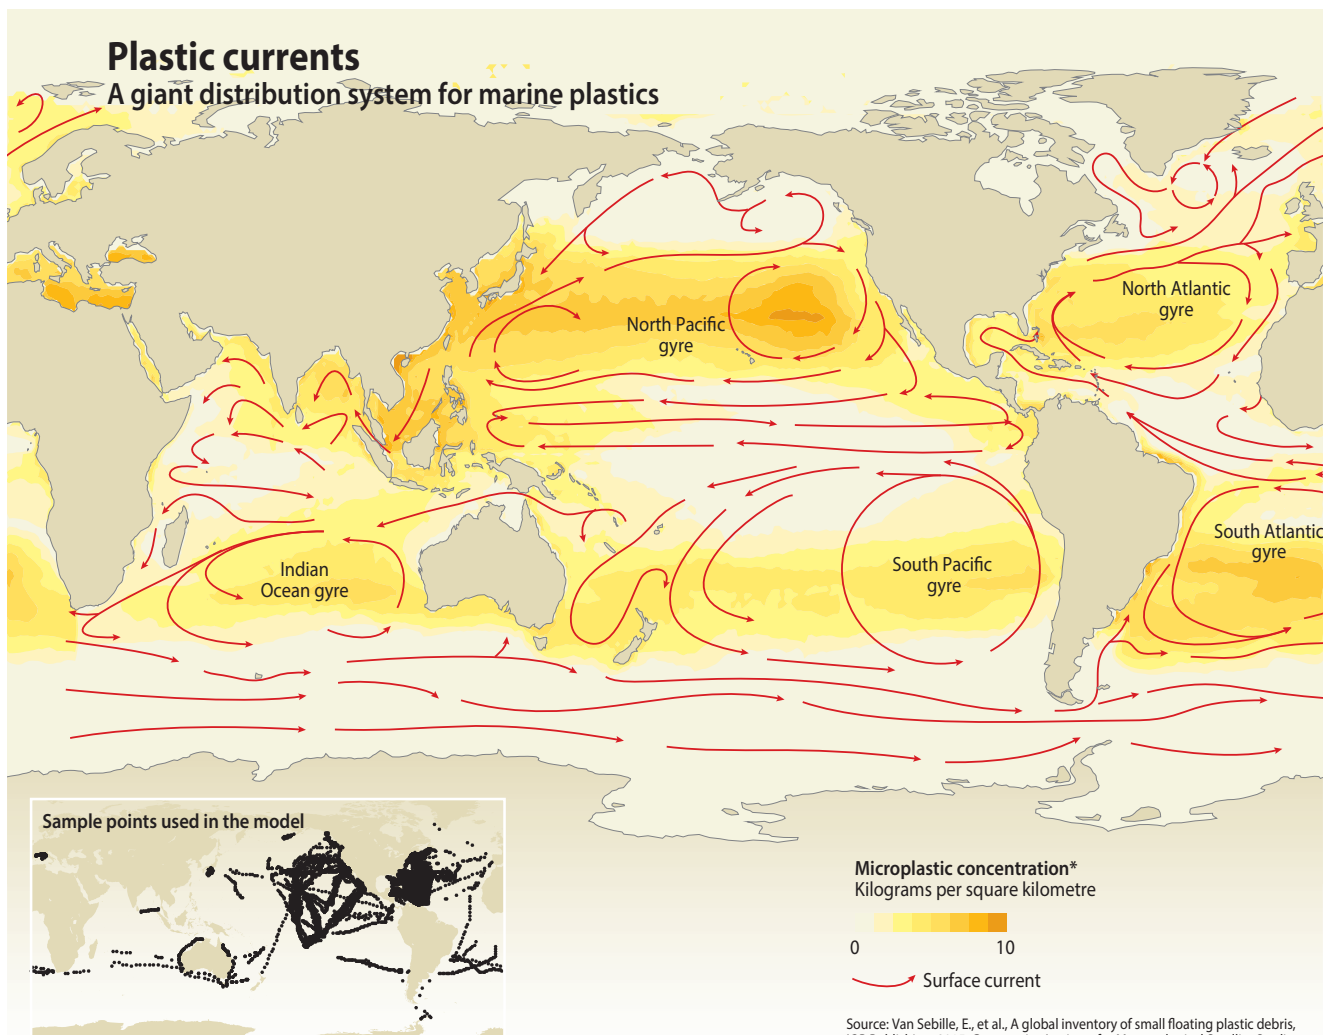 Plastic currents
A giant distribution system for marine plastics
North Atlantic
gyre
North Pacific
gyre
South Atlantic
gyre
Indian
Ocean gyre
South Pacific
gyre
Sample points used in the model
Microplastic concentration*
Kilograms per square kilometre
0
10
Surface current
Source: Van Sebille, E., et al., A global inventory of small floating plastic debris,